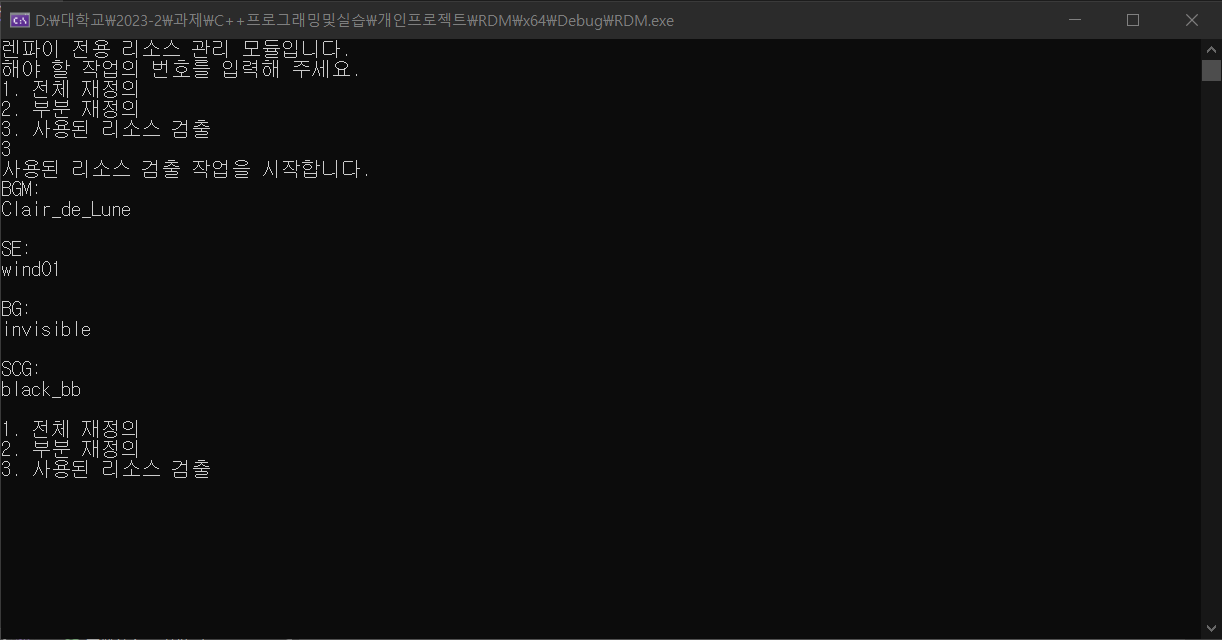 D:₩대학교₩2023-2₩과제₩C++프로그래밍및실습₩개인프로젝트₩RDM₩x64₩Debug₩RDM.exe
렌파이 전용 리소스 관리 모듈입니다.
해야 할 작업의 번호를 입력해 주세요.
1. 전체 재정의
2. 부분 재정의
3. 사용된 리소스 검출
3
사용된 리소스 검출 작업을 시작합니다.
BGM:
Clair_de_Lune
SE:
wind01
BG:
invisible
SCG:
black_bb
1. 전체 재정의
2. 부분 재정의
3. 사용된 리소스 검출